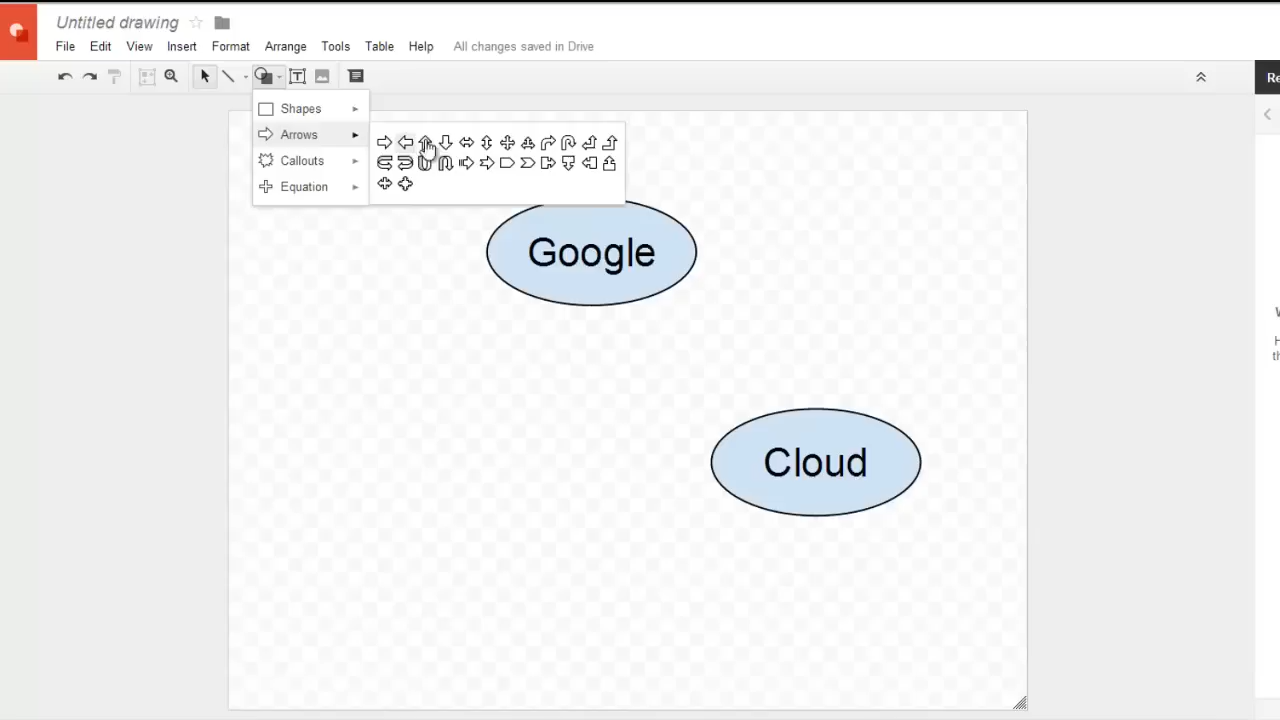 Untitled drawing
File Edit View Insert Format Arrange Tools Table Help All changes saved in Drive
Re
Shapes
Arrows
Callouts
Equation
Google
Cloud